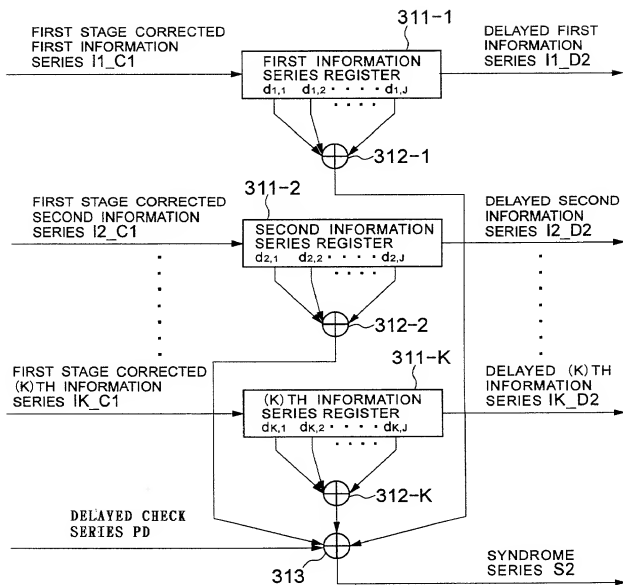 311-1
FIRST STAGE CORRECTED
FIRST INFORMATION
SERIES I1_C1
FIRST INFORMATION
SERIES REGISTER
d1,1 d1,2 · · · · d1,J
· · · ·
DELAYED FIRST
INFORMATION
SERIES I1_D2
312-1
311-2
FIRST STAGE CORRECTED
SECOND INFORMATION
SERIES I2_C1
SECOND INFORMATION
SERIES REGISTER
d2,1 d2,2 · · · · d2,J
· · · ·
DELAYED SECOND
INFORMATION
SERIES I2_D2
312-2
311-K
FIRST STAGE CORRECTED
(K)TH INFORMATION
SERIES IK_C1
(K)TH INFORMATION
SERIES REGISTER
dK,1 dK,2 · · · · dK,J
· · · ·
DELAYED (K)TH
INFORMATION
SERIES IK_D2
312-K
DELAYED CHECK
SERIES PD
313
SYNDROME
SERIES S2